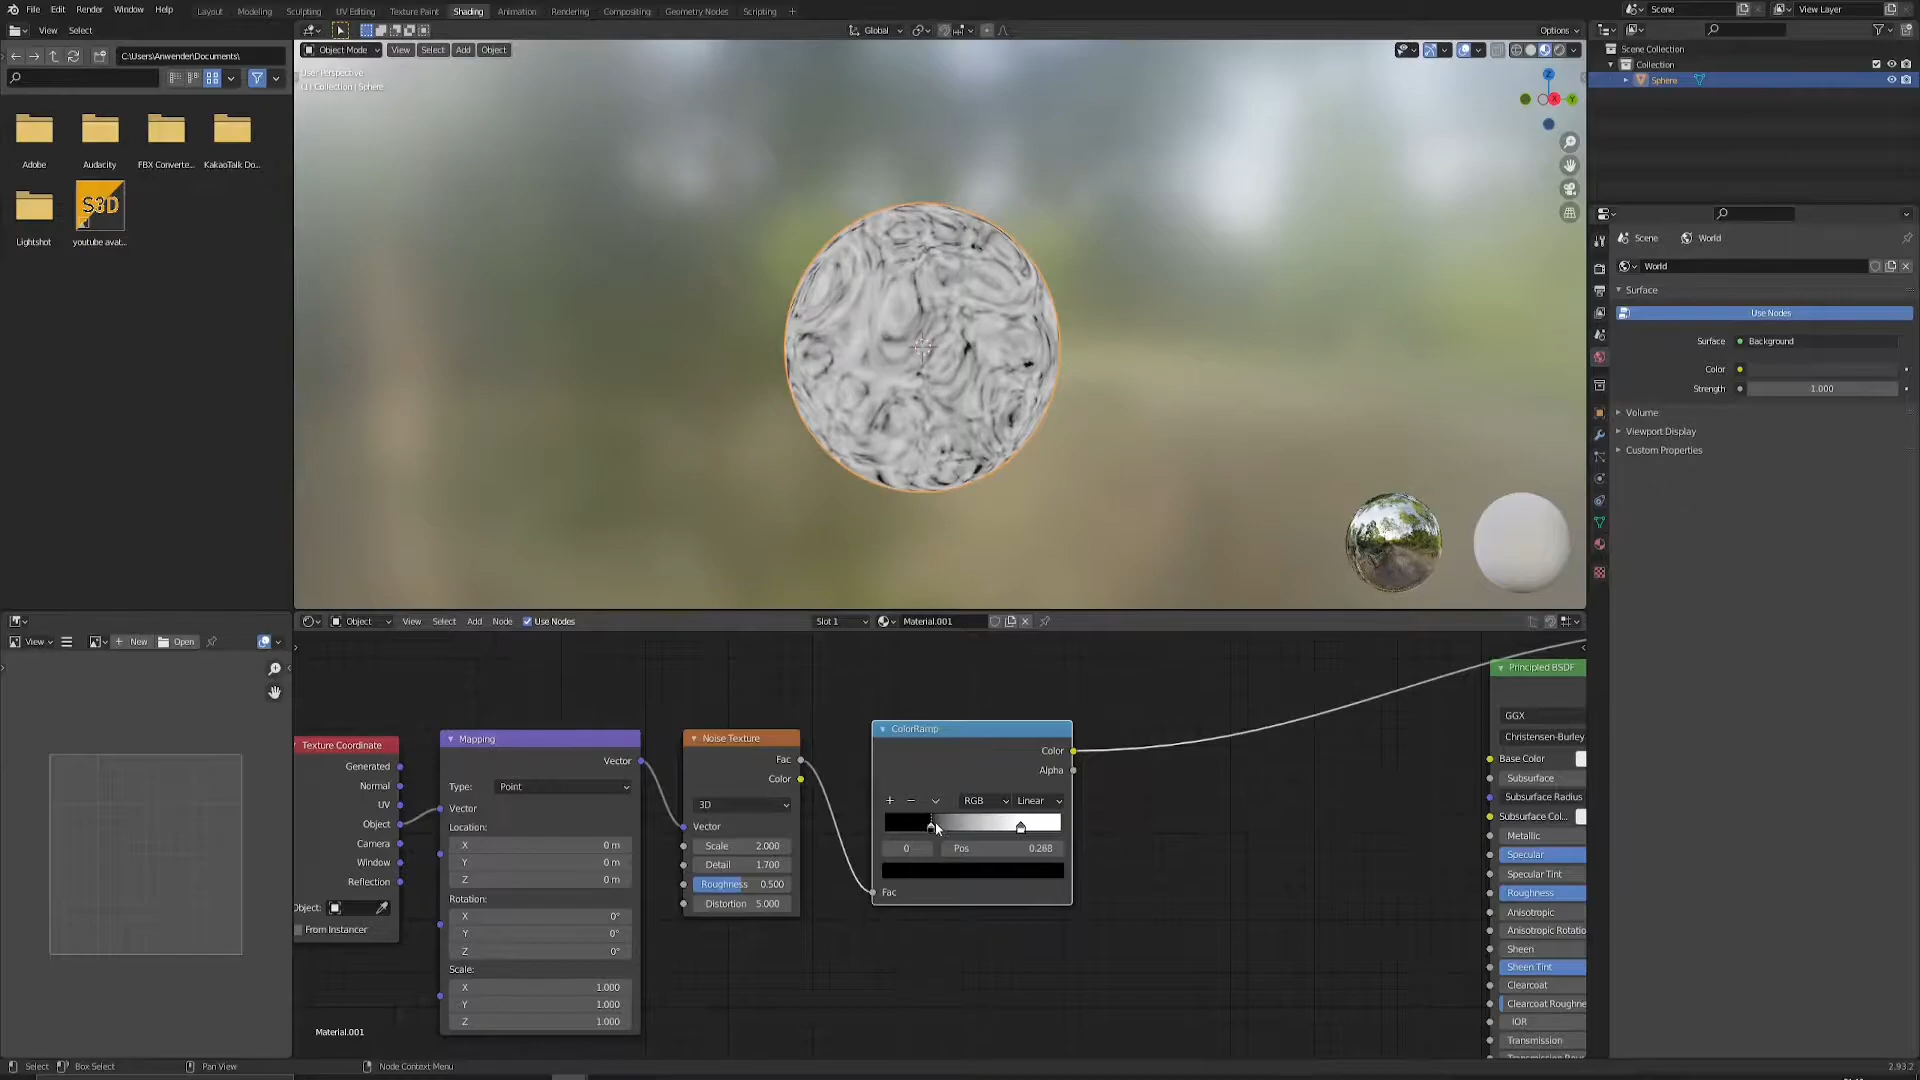 File Edit Render Window Help Layout Modeling Sculpting UV Editing Texture Paint Shading Animation Rendering Compositing Geometry Nodes Scripting + Scene View Layer
View Select Global Options
C:\Users\Anwender\Documents\ Object Mode View Select Add Object
User Perspective
(1) Collection | Sphere
Adobe Audacity FBX Converte... KakaoTalk Do...
S3D
Lightshot youtube avat...
X
Y
Z
Scene Collection
Collection
Sphere
Scene World
World
Surface
Use Nodes
Surface Background
Color
Strength 1.000
Volume
Viewport Display
Custom Properties
Object View Select Add Node Use Nodes Slot 1 Material.001
View New Open
Texture Coordinate
Generated
Normal
UV
Object
Camera
Window
Reflection
Object:
From Instancer
Mapping
Vector
Type: Point
Vector
Location:
X 0 m
Y 0 m
Z 0 m
Rotation:
X 0°
Y 0°
Z 0°
Scale:
X 1.000
Y 1.000
Z 1.000
Noise Texture
Fac
Color
3D
Vector
Scale 2.000
Detail 1.700
Roughness 0.500
Distortion 5.000
ColorRamp
Color
Alpha
+ − RGB Linear
0 Pos 0.268
Fac
Principled BSDF
GGX
Christensen-Burley
Base Color
Subsurface
Subsurface Radius
Subsurface Col...
Metallic
Specular
Specular Tint
Roughness
Anisotropic
Anisotropic Rotatio
Sheen
Sheen Tint
Clearcoat
Clearcoat Roughne
IOR
Transmission
Material.001
Select Box Select Pan View Node Context Menu 2.93.2